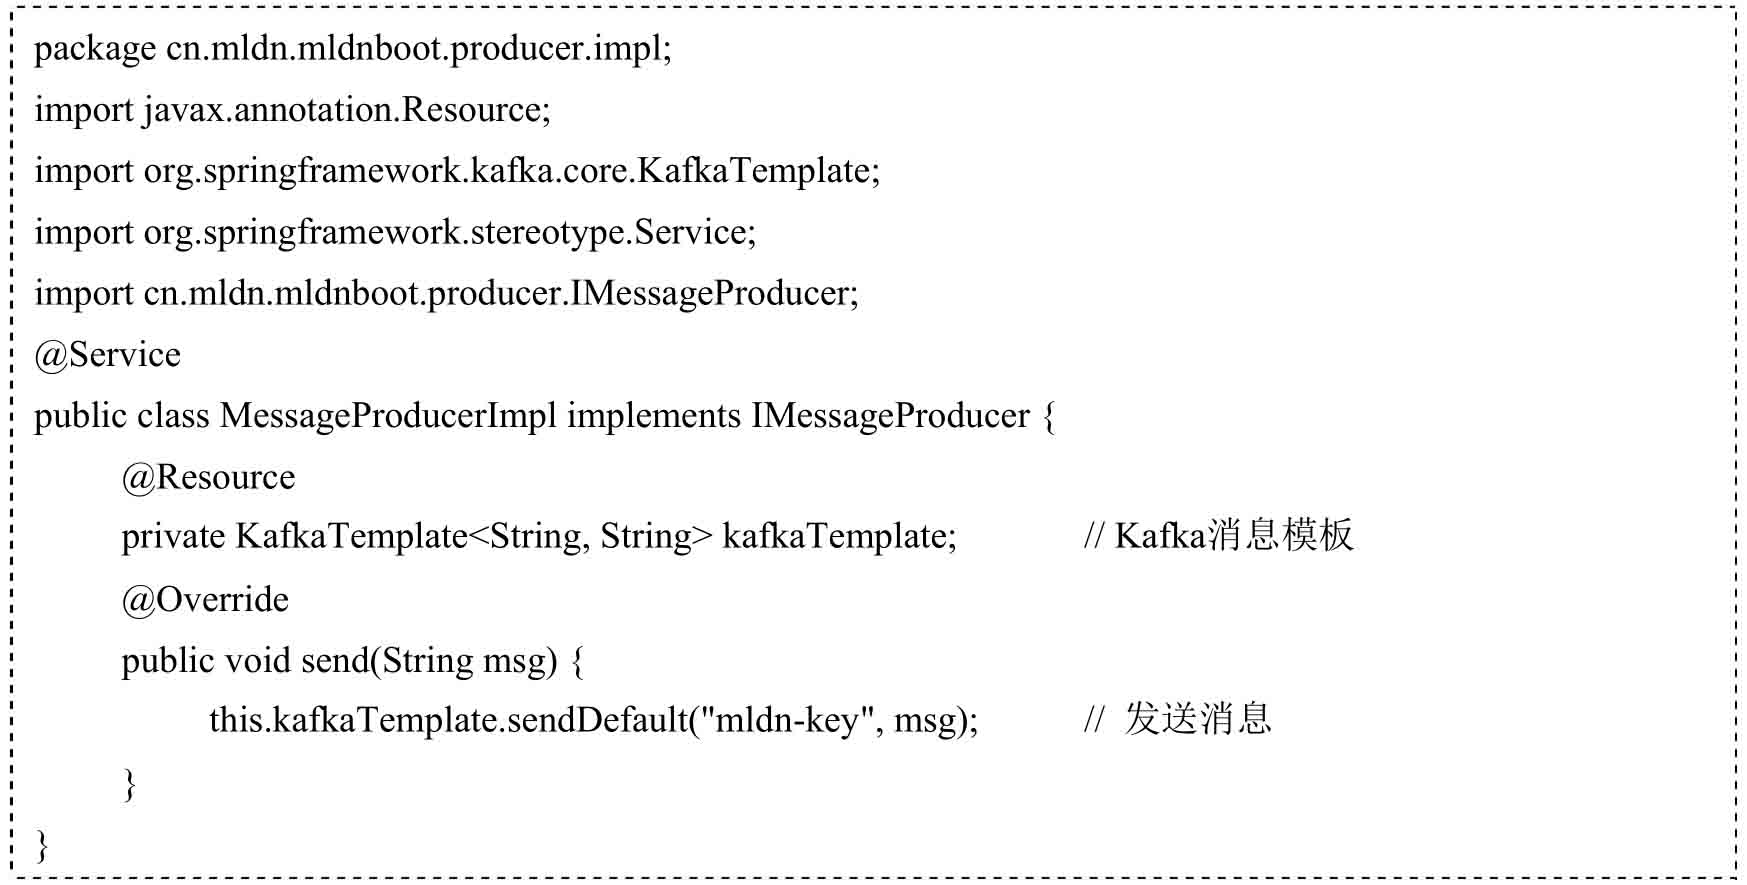 package cn.mldn.mldnboot.producer.impl;
import javax.annotation.Resource;
import org.springframework.kafka.core.KafkaTemplate;
import org.springframework.stereotype.Service;
import cn.mldn.mldnboot.producer.IMessageProducer;
@Service
public class MessageProducerImpl implements IMessageProducer {
@Resource
private KafkaTemplate<String, String> kafkaTemplate; // Kafka消息模板
@Override
public void send(String msg) {
this.kafkaTemplate.sendDefault("mldn-key", msg); // 发送消息
}
}